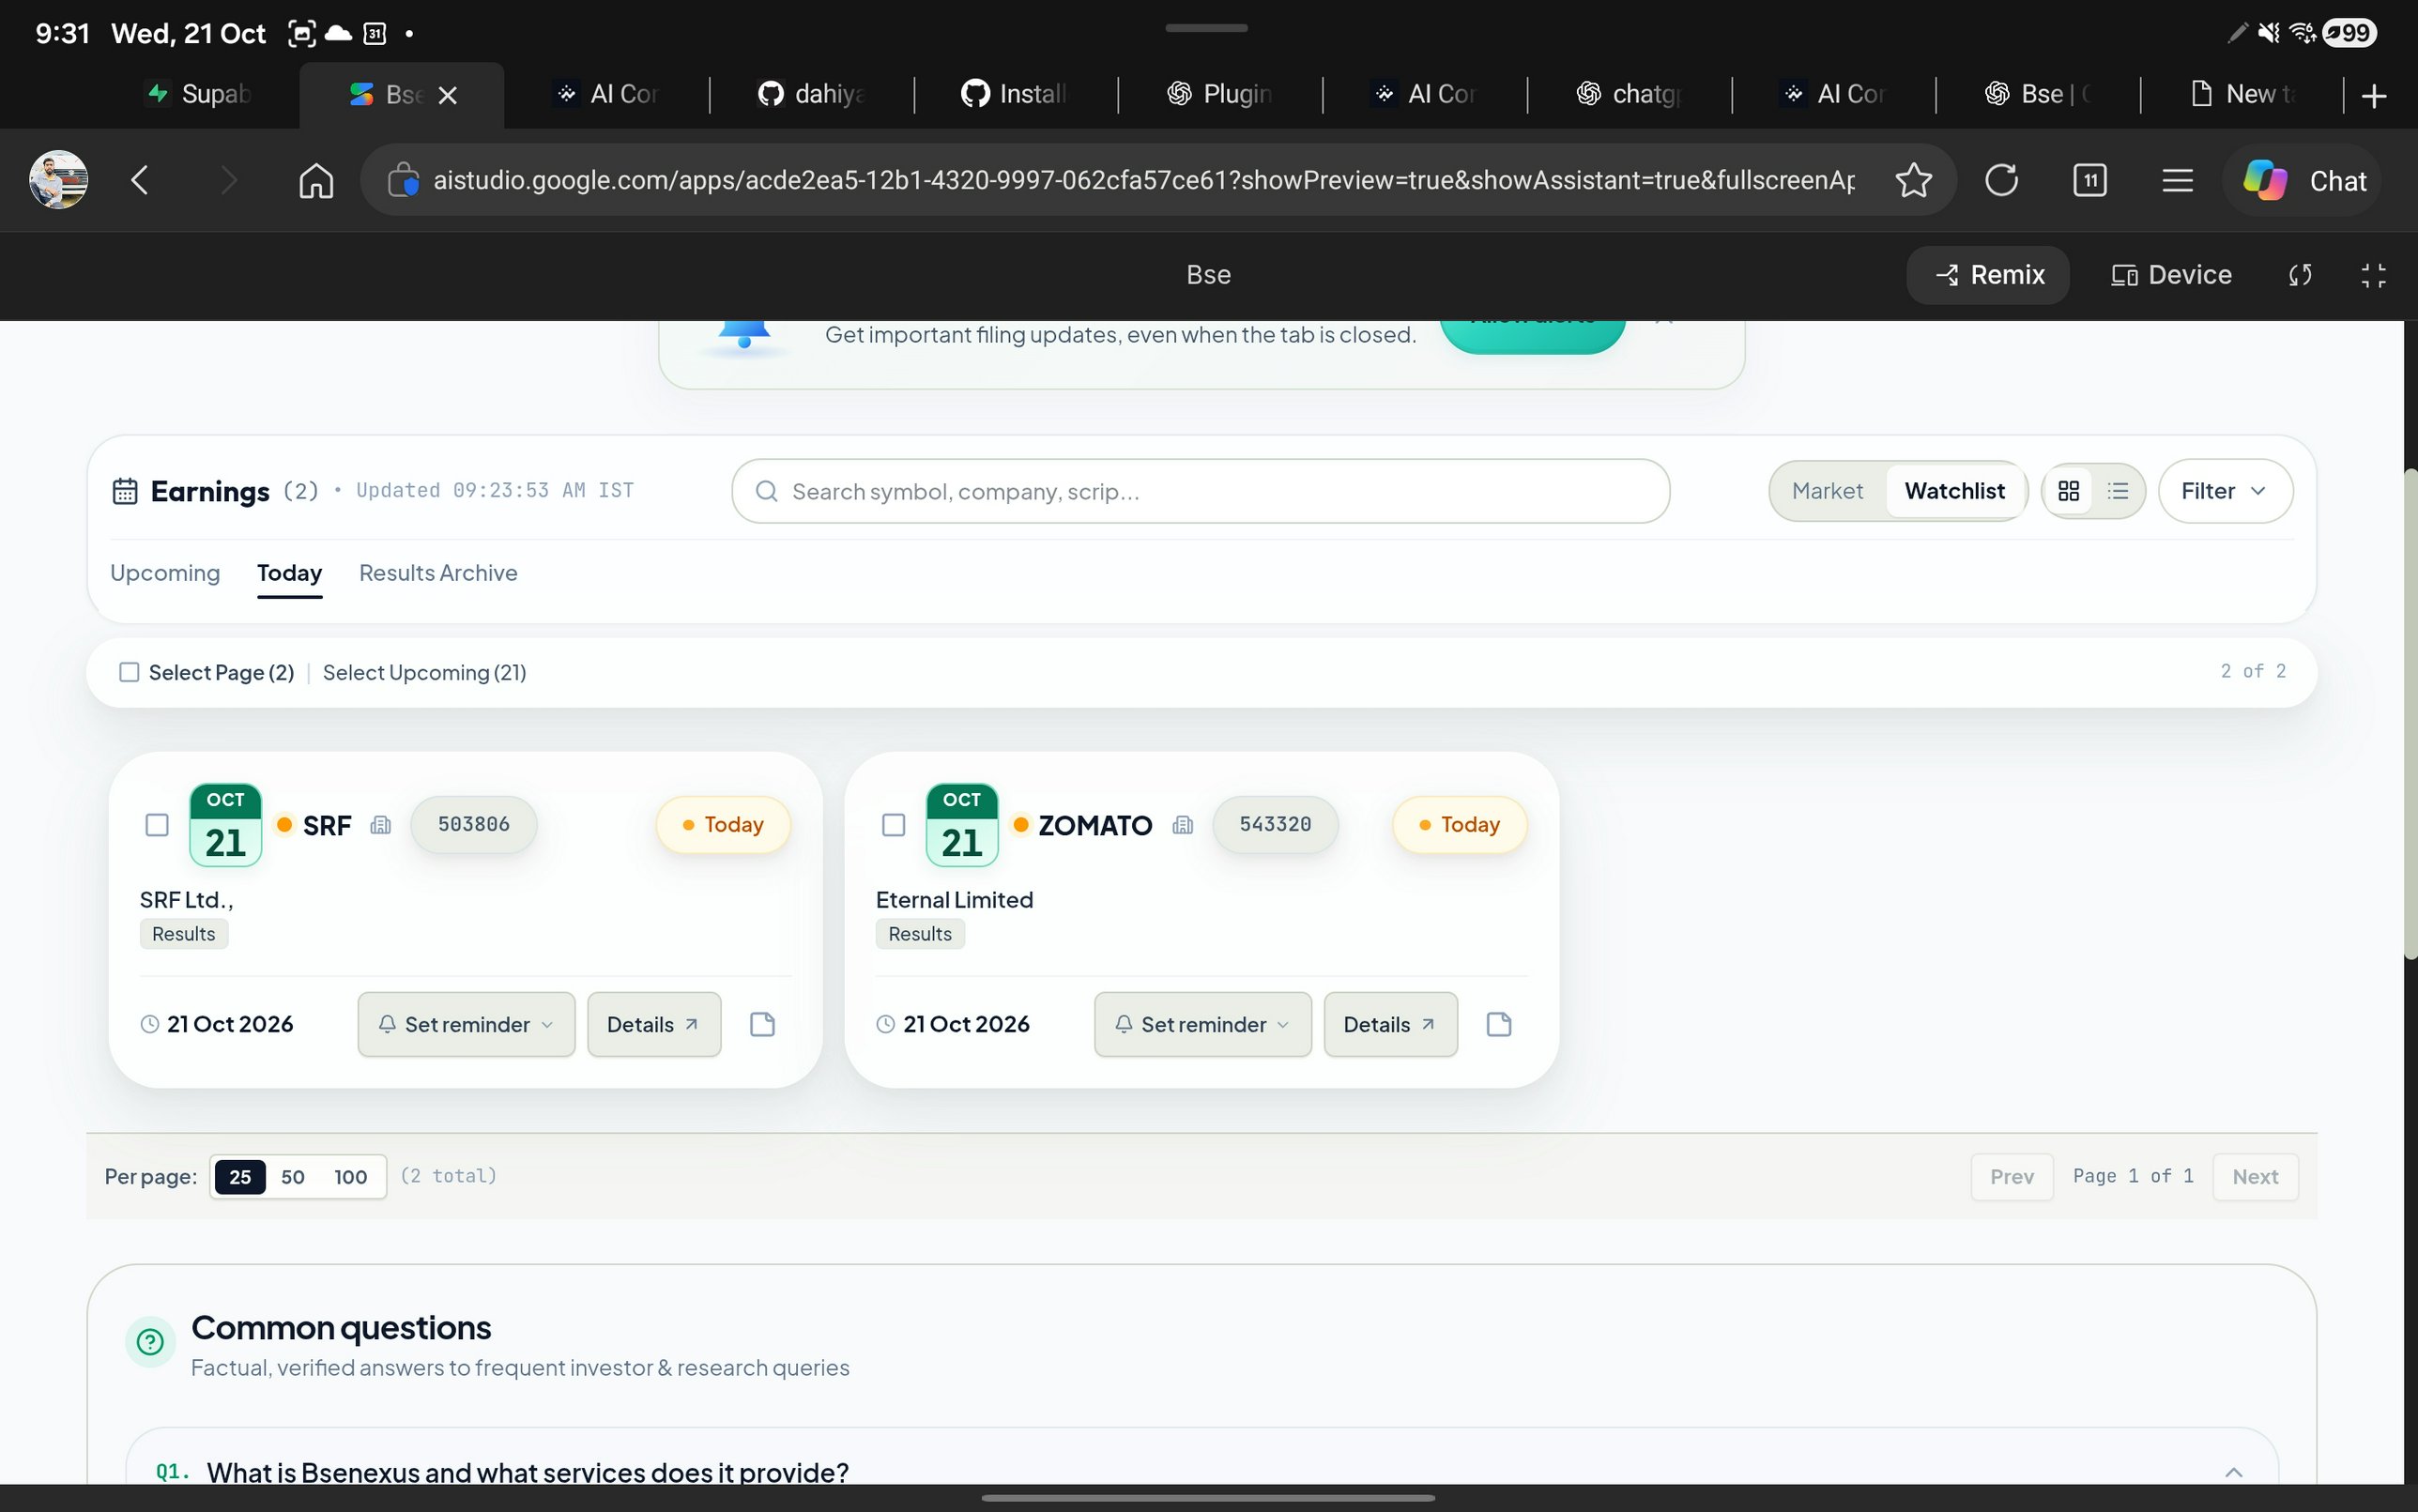 9:31 Wed, 21 Oct 31 99
Supab
Bse
AI Cor
dahiya
Install
Plugin
AI Cor
chatg
AI Cor
Bse | C
New t
aistudio.google.com/apps/acde2ea5-12b1-4320-9997-062cfa57ce61?showPreview=true&showAssistant=true&fullscreenAp
11
Chat
Bse
Remix
Device
Get important filing updates, even when the tab is closed.
Earnings (2) • Updated 09:23:53 AM IST
Search symbol, company, scrip...
Market Watchlist
Filter
Upcoming Today Results Archive
Select Page (2) | Select Upcoming (21)
2 of 2
OCT
21
SRF
503806
Today
SRF Ltd.,
Results
21 Oct 2026
Set reminder
Details
OCT
21
ZOMATO
543320
Today
Eternal Limited
Results
21 Oct 2026
Set reminder
Details
Per page: 25 50 100 (2 total)
Prev Page 1 of 1 Next
Common questions
Factual, verified answers to frequent investor & research queries
Q1. What is Bsenexus and what services does it provide?